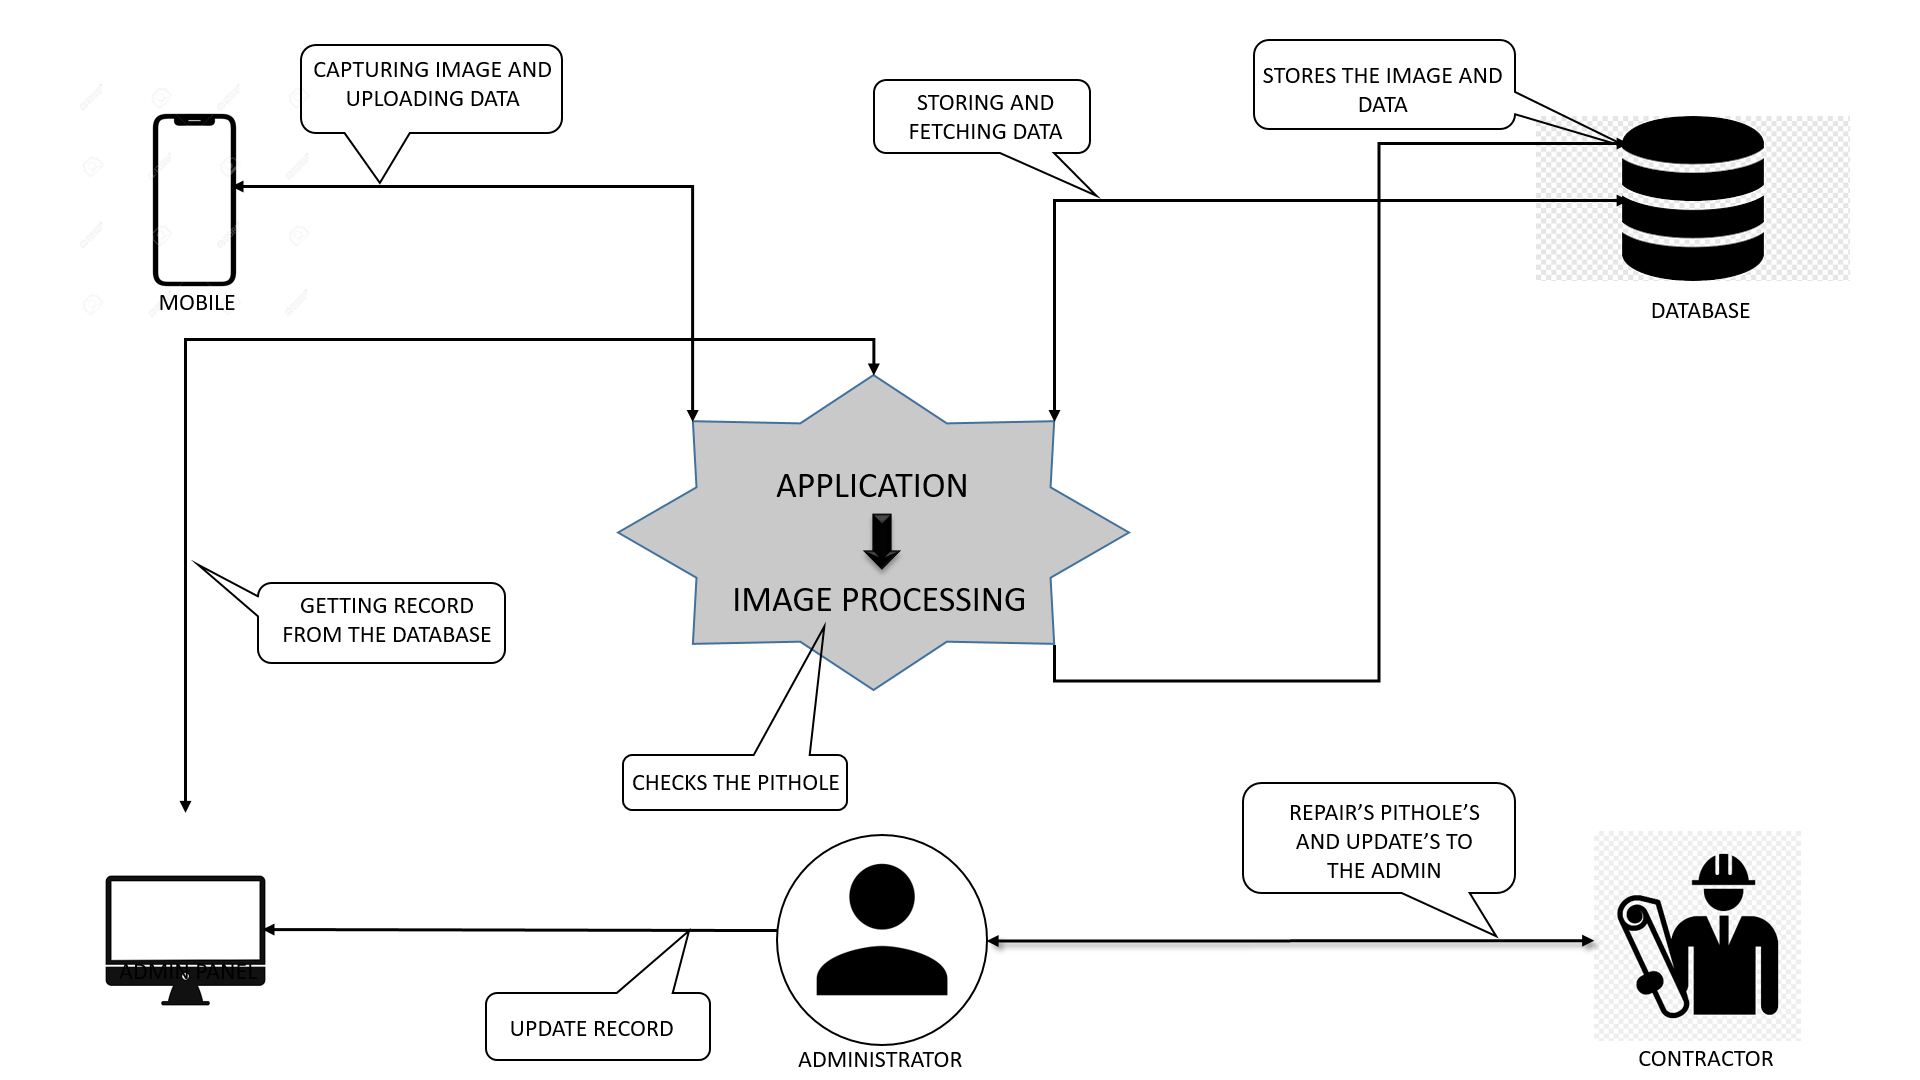 CAPTURING IMAGE AND
UPLOADING DATA
STORING AND
FETCHING DATA
STORES THE IMAGE AND
DATA
MOBILE
DATABASE
APPLICATION
IMAGE PROCESSING
GETTING RECORD
FROM THE DATABASE
CHECKS THE PITHOLE
REPAIR’S PITHOLE’S
AND UPDATE’S TO
THE ADMIN
ADMIN PANEL
UPDATE RECORD
ADMINISTRATOR
CONTRACTOR